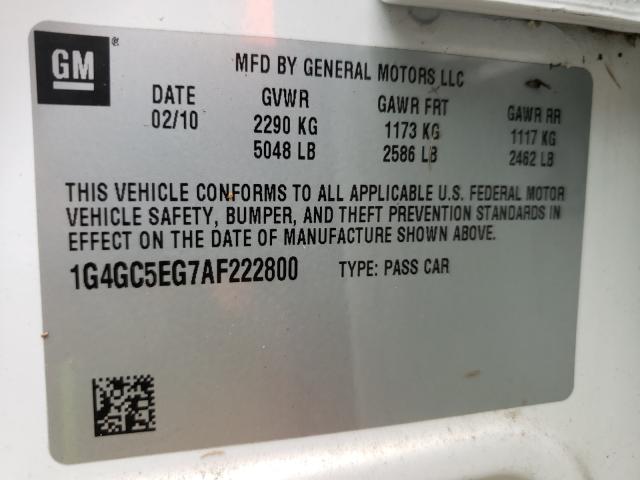 GM®
MFD BY GENERAL MOTORS LLC
DATE GVWR GAWR FRT GAWR RR
02/10 2290 KG 1173 KG 1117 KG
5048 LB 2586 LB 2462 LB
THIS VEHICLE CONFORMS TO ALL APPLICABLE U.S. FEDERAL MOTOR
VEHICLE SAFETY, BUMPER, AND THEFT PREVENTION STANDARDS IN
EFFECT ON THE DATE OF MANUFACTURE SHOWN ABOVE.
1G4GC5EG7AF222800 TYPE: PASS CAR